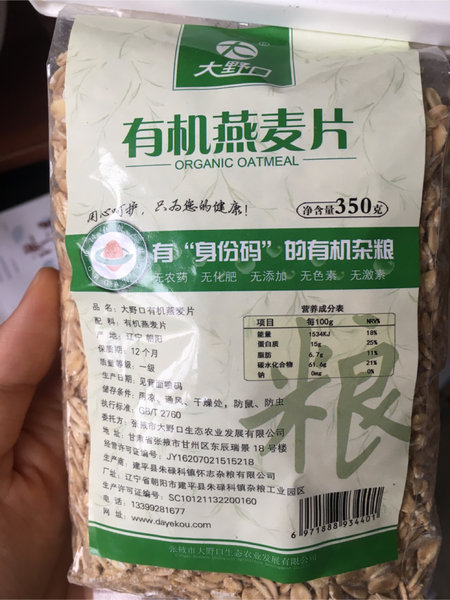 大野口
®
有机燕麦片
ORGANIC OATMEAL
用心呵护,只为您的健康!
净含量350克
有“身份码”的有机杂粮
无农药 无化肥 无添加 无色素 无激素
品名:大野口有机燕麦片
配料:有机燕麦片
产地:辽宁 朝阳
保质期:12个月
质量等级:一级
生产日期:见背面喷码
储存条件:阴凉、通风、干燥处,防鼠、防虫
执行标准:GB/T 2760
委托方:张掖市大野口生态农业发展有限公司
地址:甘肃省张掖市甘州区东辰瑞景18号楼
经营许可证编号:JY16207021515218
生产商:建平县朱碌科镇怀志杂粮有限公司
厂址:辽宁省朝阳市建平县朱碌科镇杂粮工业园区
生产许可证编号:SC10121132200160
电话:13399281677
网址:www.dayekou.com
营养成分表
项目 每100g NRV%
能量 1534KJ 18%
蛋白质 15g 25%
脂肪 6.7g 11%
碳水化合物 61.6g 21%
钠 0mg 0%
粮
6971888934401
张掖市大野口生态农业发展有限公司